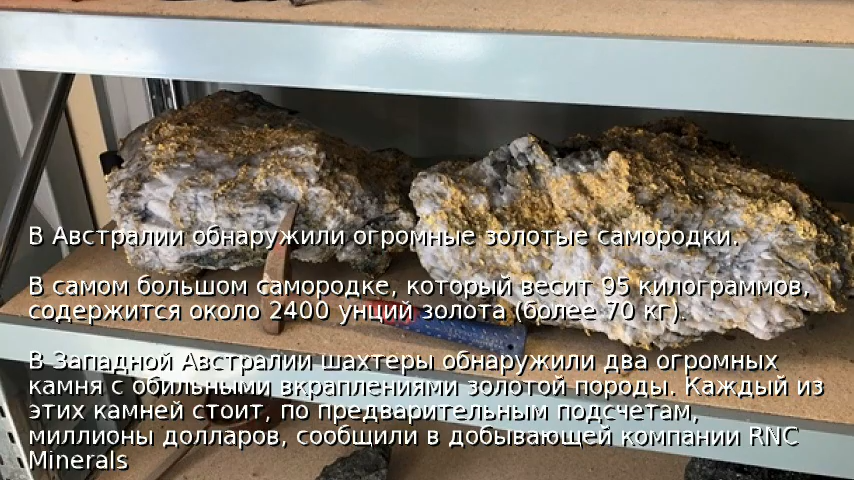 В Австралии обнаружили огромные золотые самородки.
В самом большом самородке, который весит 95 килограммов,
содержится около 2400 унций золота (более 70 кг).
В Западной Австралии шахтеры обнаружили два огромных
камня с обильными вкраплениями золотой породы. Каждый из
этих камней стоит, по предварительным подсчетам,
миллионы долларов, сообщили в добывающей компании RNC
Minerals